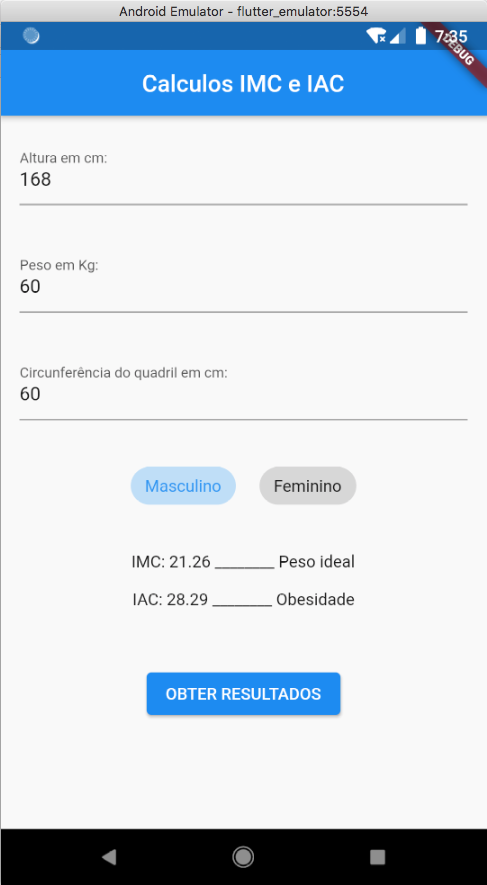 Android Emulator - flutter_emulator:5554
7:35
DEBUG
Calculos IMC e IAC
Altura em cm:
168
Peso em Kg:
60
Circunferência do quadril em cm:
60
Masculino Feminino
IMC: 21.26 _______ Peso ideal
IAC: 28.29 _______ Obesidade
OBTER RESULTADOS